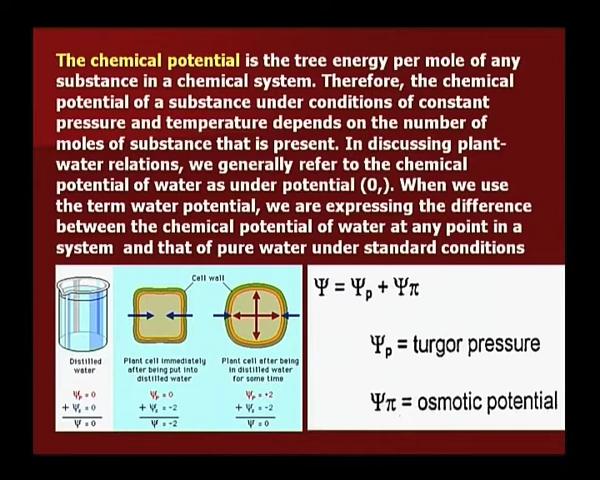 The chemical potential is the tree energy per mole of any
substance in a chemical system. Therefore, the chemical
potential of a substance under conditions of constant
pressure and temperature depends on the number of
moles of substance that is present. In discussing plant-
water relations, we generally refer to the chemical
potential of water as under potential (0,). When we use
the term water potential, we are expressing the difference
between the chemical potential of water at any point in a
system and that of pure water under standard conditions
Cell wall
Distilled
water
Plant cell immediately
after being put into
distilled water
Plant cell after being
in distilled water
for some time
Ψp = 0
+ Ψs = 0
Ψ = 0
Ψp = 0
+ Ψs = -2
Ψ = -2
Ψp = +2
+ Ψs = -2
Ψ = 0
Ψ = Ψp + Ψπ
Ψp = turgor pressure
Ψπ = osmotic potential